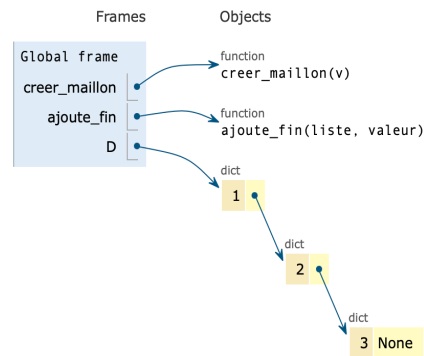 Frames Objects
Global frame
function
creer_maillon creer_maillon(v)
function
ajoute_fin ajoute_fin(liste, valeur)
D
dict
1
dict
2
dict
3 None